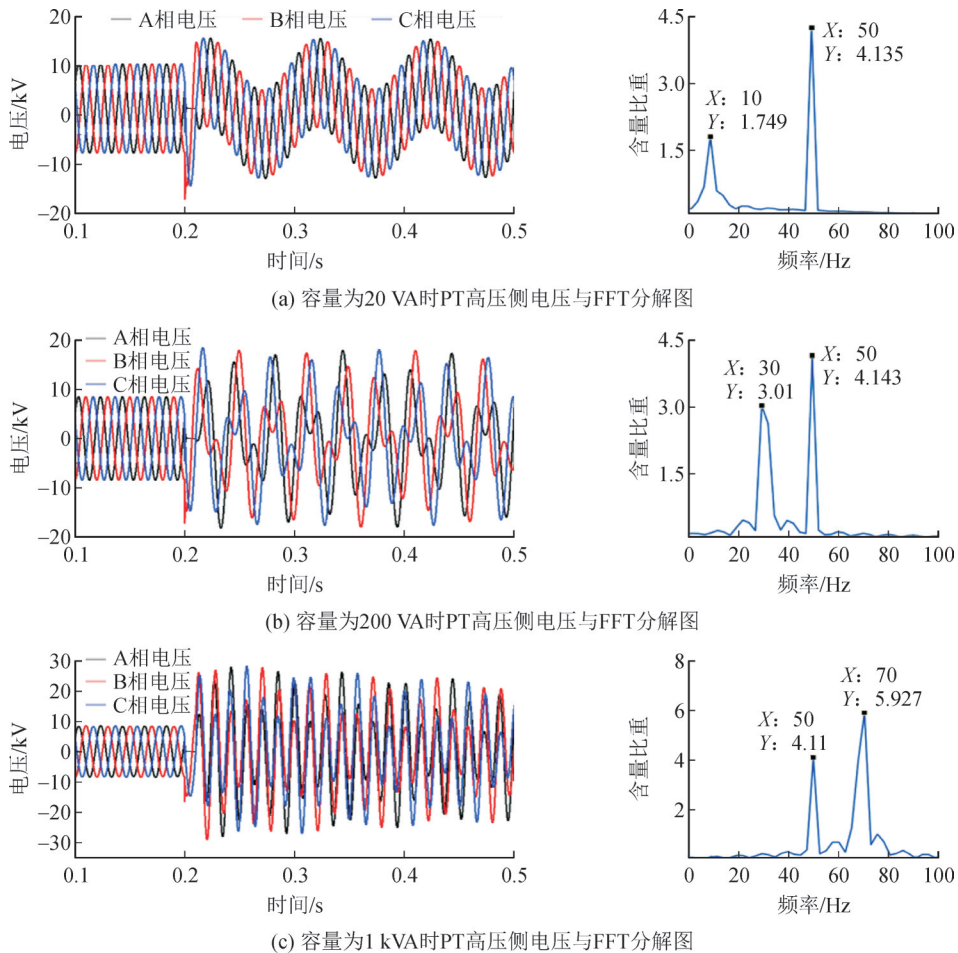 A相电压 B相电压 C相电压
20
10
0
−10
−20
电压/kV
0.1 0.2 0.3 0.4 0.5
时间/s
4.5
3.0
1.5
含量比重
X：10
Y：1.749
X：50
Y：4.135
0 20 40 60 80 100
频率/Hz
(a) 容量为20 VA时PT高压侧电压与FFT分解图
A相电压
B相电压
C相电压
20
10
0
−10
−20
电压/kV
0.1 0.2 0.3 0.4 0.5
时间/s
4.5
3.0
1.5
含量比重
X：30
Y：3.01
X：50
Y：4.143
0 20 40 60 80 100
频率/Hz
(b) 容量为200 VA时PT高压侧电压与FFT分解图
A相电压
B相电压
C相电压
30
20
10
0
−10
−20
−30
电压/kV
0.1 0.2 0.3 0.4 0.5
时间/s
8
6
4
2
含量比重
X：50
Y：4.11
X：70
Y：5.927
0 20 40 60 80 100
频率/Hz
(c) 容量为1 kVA时PT高压侧电压与FFT分解图